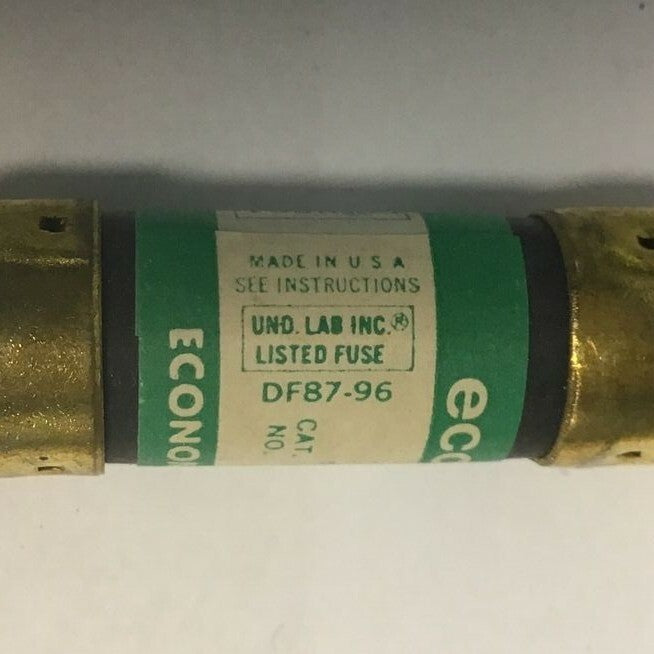 MADE IN U S A
SEE INSTRUCTIONS
UND. LAB INC.®
LISTED FUSE
DF87-96
CAT.
NO.
ECONO
eco